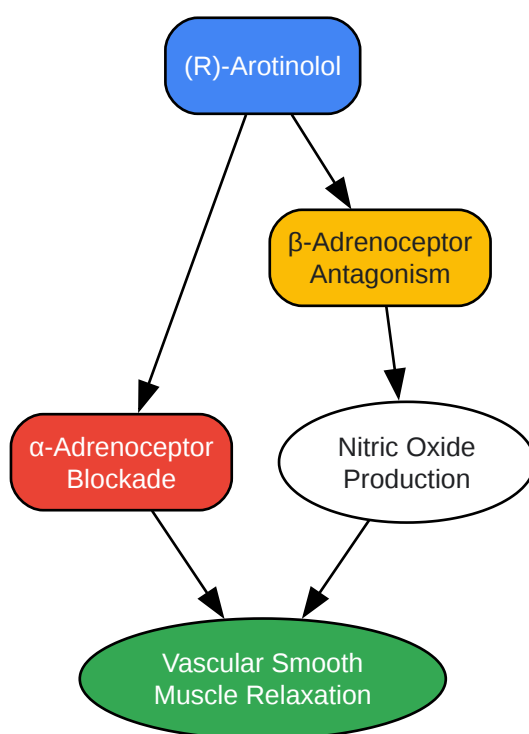 (R)-Arotinolol
β-Adrenoceptor
Antagonism
α-Adrenoceptor
Blockade
Nitric Oxide
Production
Vascular Smooth
Muscle Relaxation